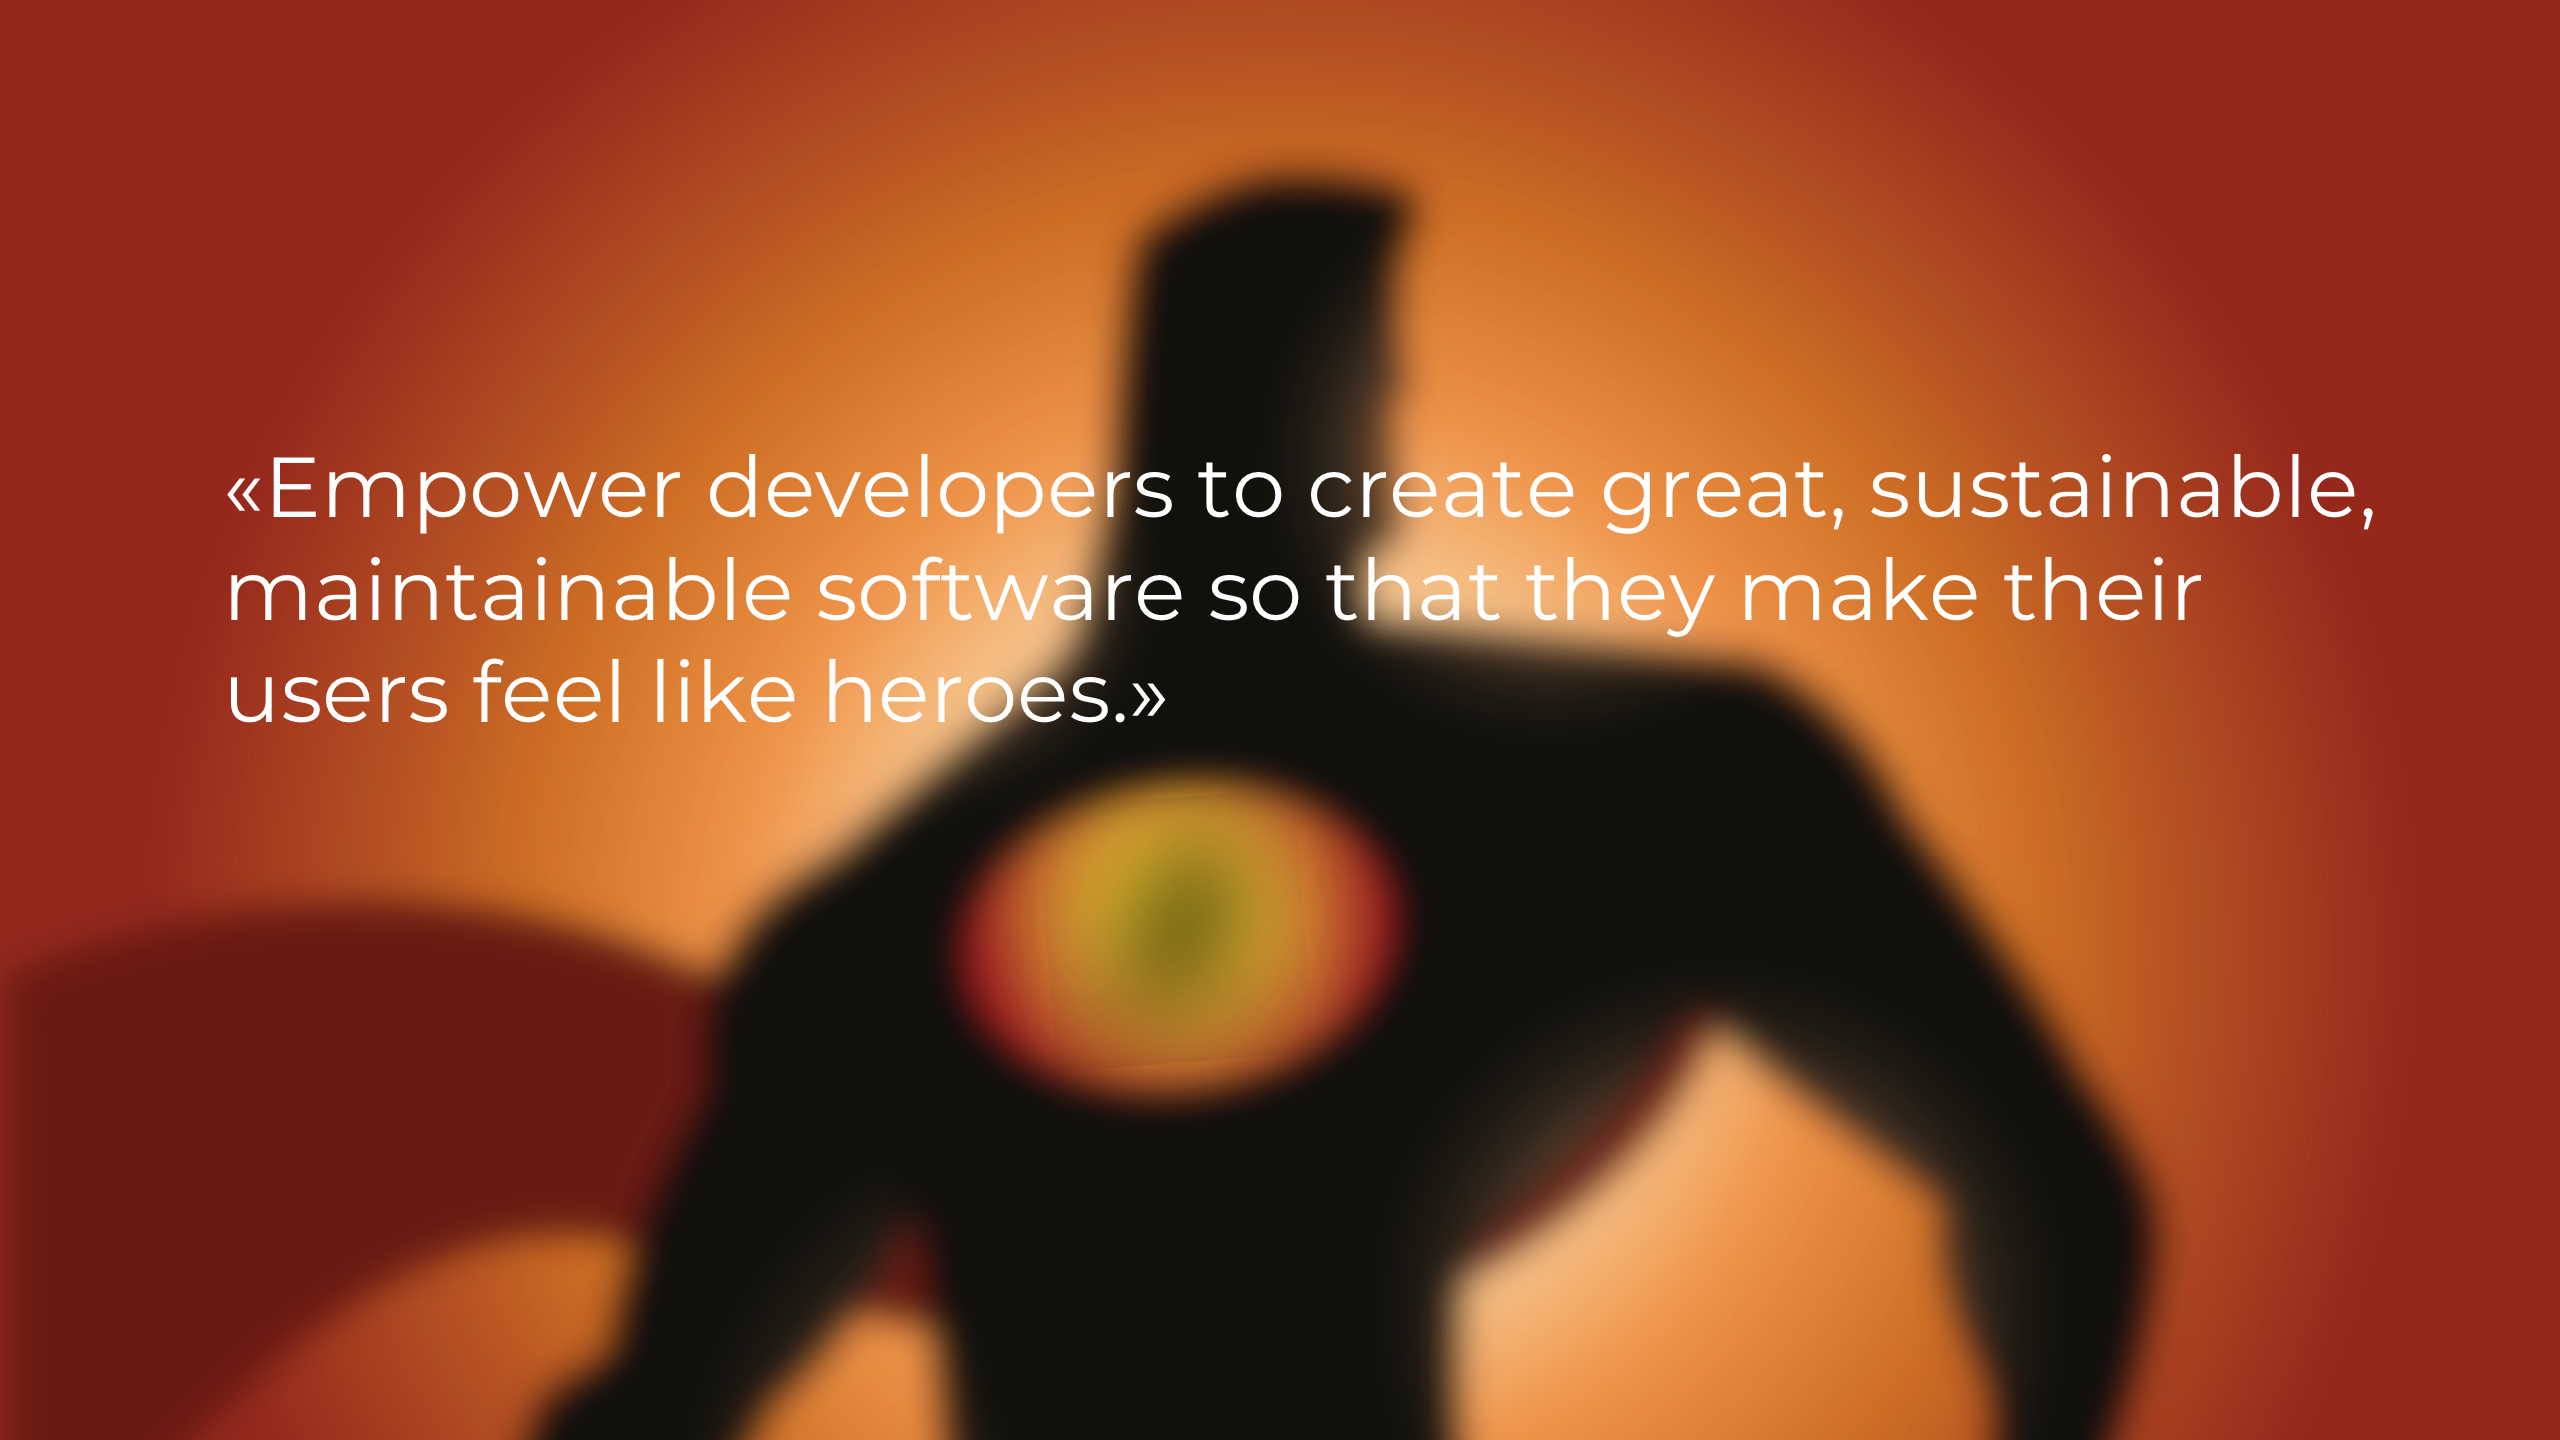 «Empower developers to create great, sustainable,
maintainable software so that they make their
users feel like heroes.»